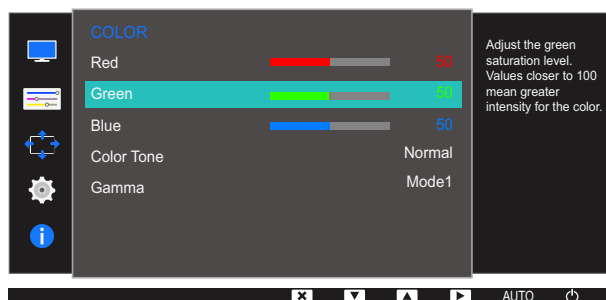 COLOR
Red 50
Green 50
Blue 50
Color Tone Normal
Gamma Mode1
Adjust the green
saturation level.
Values closer to 100
mean greater
intensity for the color.
AUTO